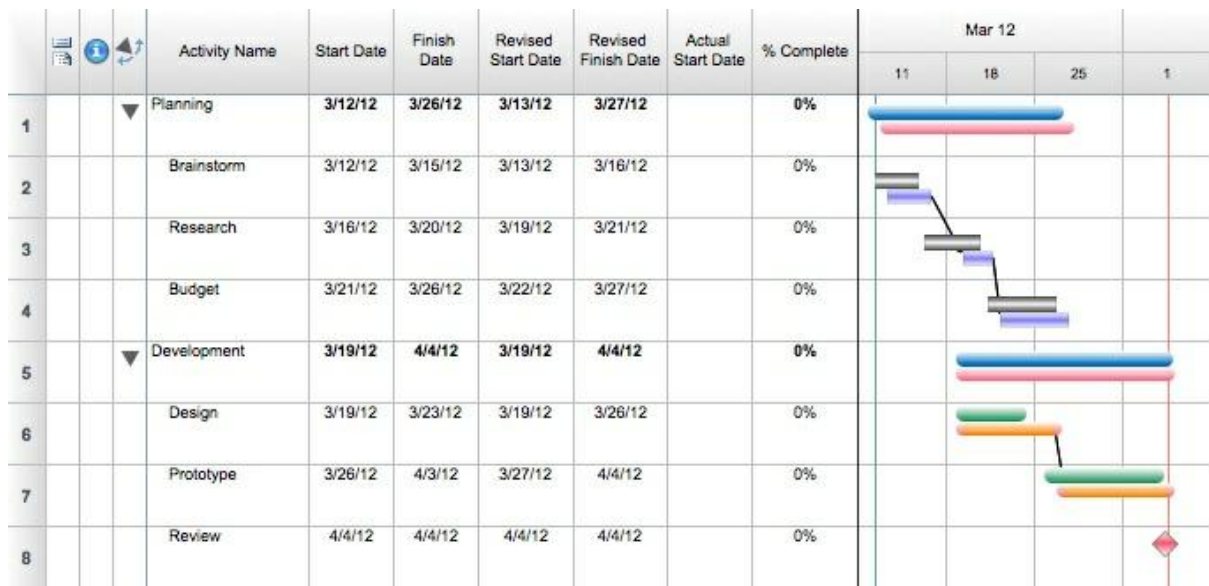 Mar 12
Activity Name Start Date Finish Date Revised Start Date Revised Finish Date Actual Start Date % Complete
11 18 25 1
1 Planning 3/12/12 3/26/12 3/13/12 3/27/12 0%
2 Brainstorm 3/12/12 3/15/12 3/13/12 3/16/12 0%
3 Research 3/16/12 3/20/12 3/19/12 3/21/12 0%
4 Budget 3/21/12 3/26/12 3/22/12 3/27/12 0%
5 Development 3/19/12 4/4/12 3/19/12 4/4/12 0%
6 Design 3/19/12 3/23/12 3/19/12 3/26/12 0%
7 Prototype 3/26/12 4/3/12 3/27/12 4/4/12 0%
8 Review 4/4/12 4/4/12 4/4/12 4/4/12 0%